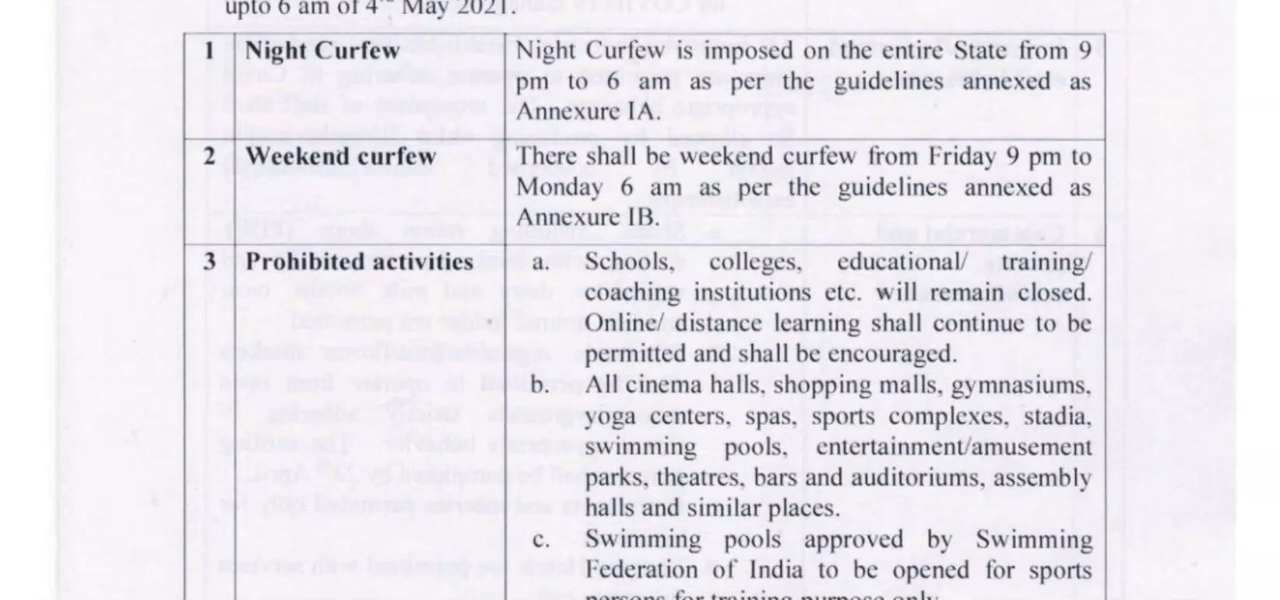 upto 6 am of 4th May 2021.
1 Night Curfew Night Curfew is imposed on the entire State from 9
pm to 6 am as per the guidelines annexed as
Annexure IA.
2 Weekend curfew There shall be weekend curfew from Friday 9 pm to
Monday 6 am as per the guidelines annexed as
Annexure IB.
3 Prohibited activities a. Schools, colleges, educational/ training/
coaching institutions etc. will remain closed.
Online/ distance learning shall continue to be
permitted and shall be encouraged.
b. All cinema halls, shopping malls, gymnasiums,
yoga centers, spas, sports complexes, stadia,
swimming pools, entertainment/amusement
parks, theatres, bars and auditoriums, assembly
halls and similar places.
c. Swimming pools approved by Swimming
Federation of India to be opened for sports
persons for training purpose only